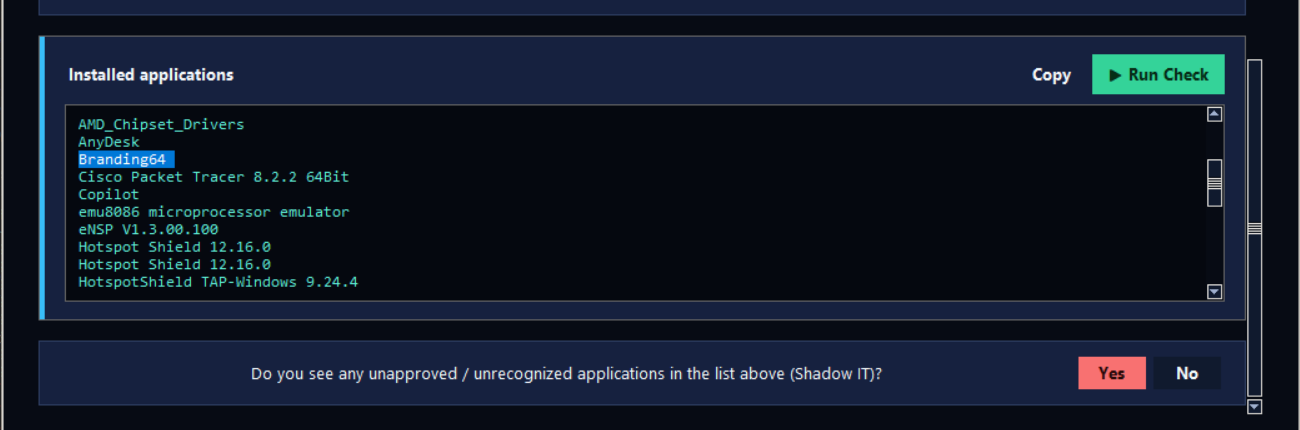 Installed applications
Copy
▶ Run Check
AMD_Chipset_Drivers
AnyDesk
Branding64
Cisco Packet Tracer 8.2.2 64Bit
Copilot
emu8086 microprocessor emulator
eNSP V1.3.00.100
Hotspot Shield 12.16.0
Hotspot Shield 12.16.0
HotspotShield TAP-Windows 9.24.4
Do you see any unapproved / unrecognized applications in the list above (Shadow IT)?
Yes
No